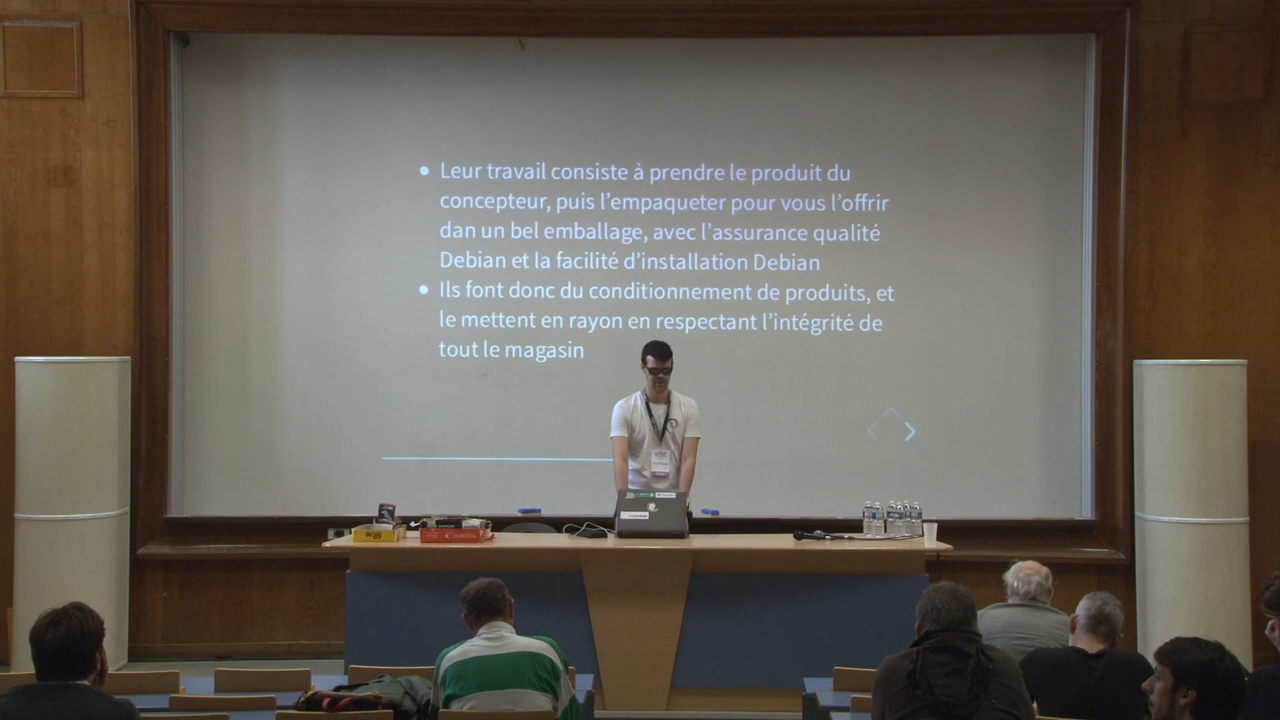 Leur travail consiste à prendre le produit du
concepteur, puis l'empaqueter pour vous l'offrir
dan un bel emballage, avec l'assurance qualité
Debian et la facilité d'installation Debian
Ils font donc du conditionnement de produits, et
le mettent en rayon en respectant l'intégrité de
tout le magasin